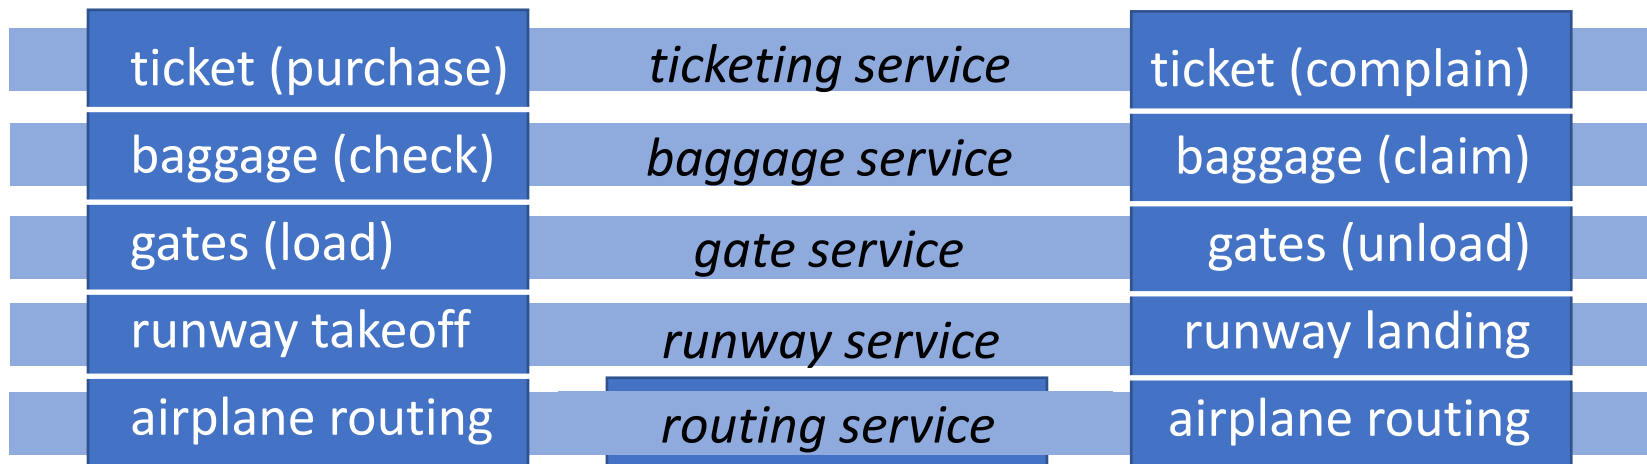 ticket (purchase) ticketing service ticket (complain)
baggage (check) baggage service baggage (claim)
gates (load) gate service gates (unload)
runway takeoff runway service runway landing
airplane routing routing service airplane routing